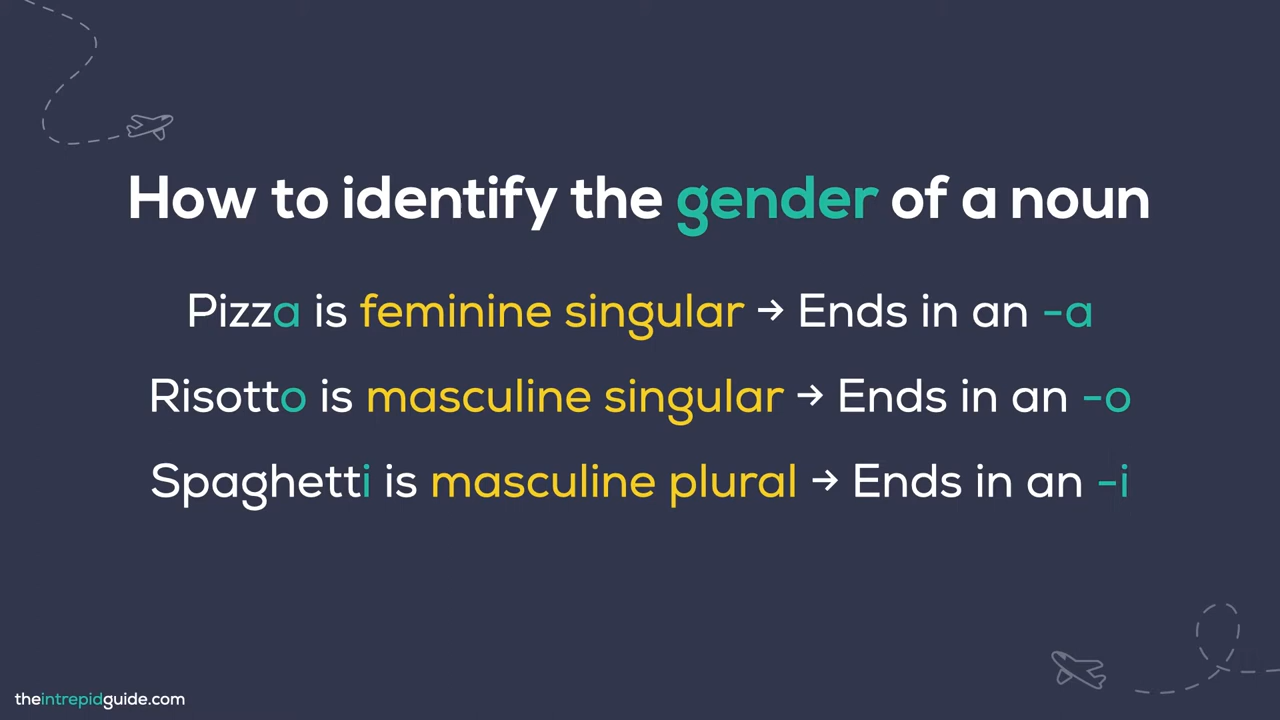 How to identify the gender of a noun
Pizza is feminine singular → Ends in an -a
Risotto is masculine singular → Ends in an -o
Spaghetti is masculine plural → Ends in an -i
theintrepidguide.com